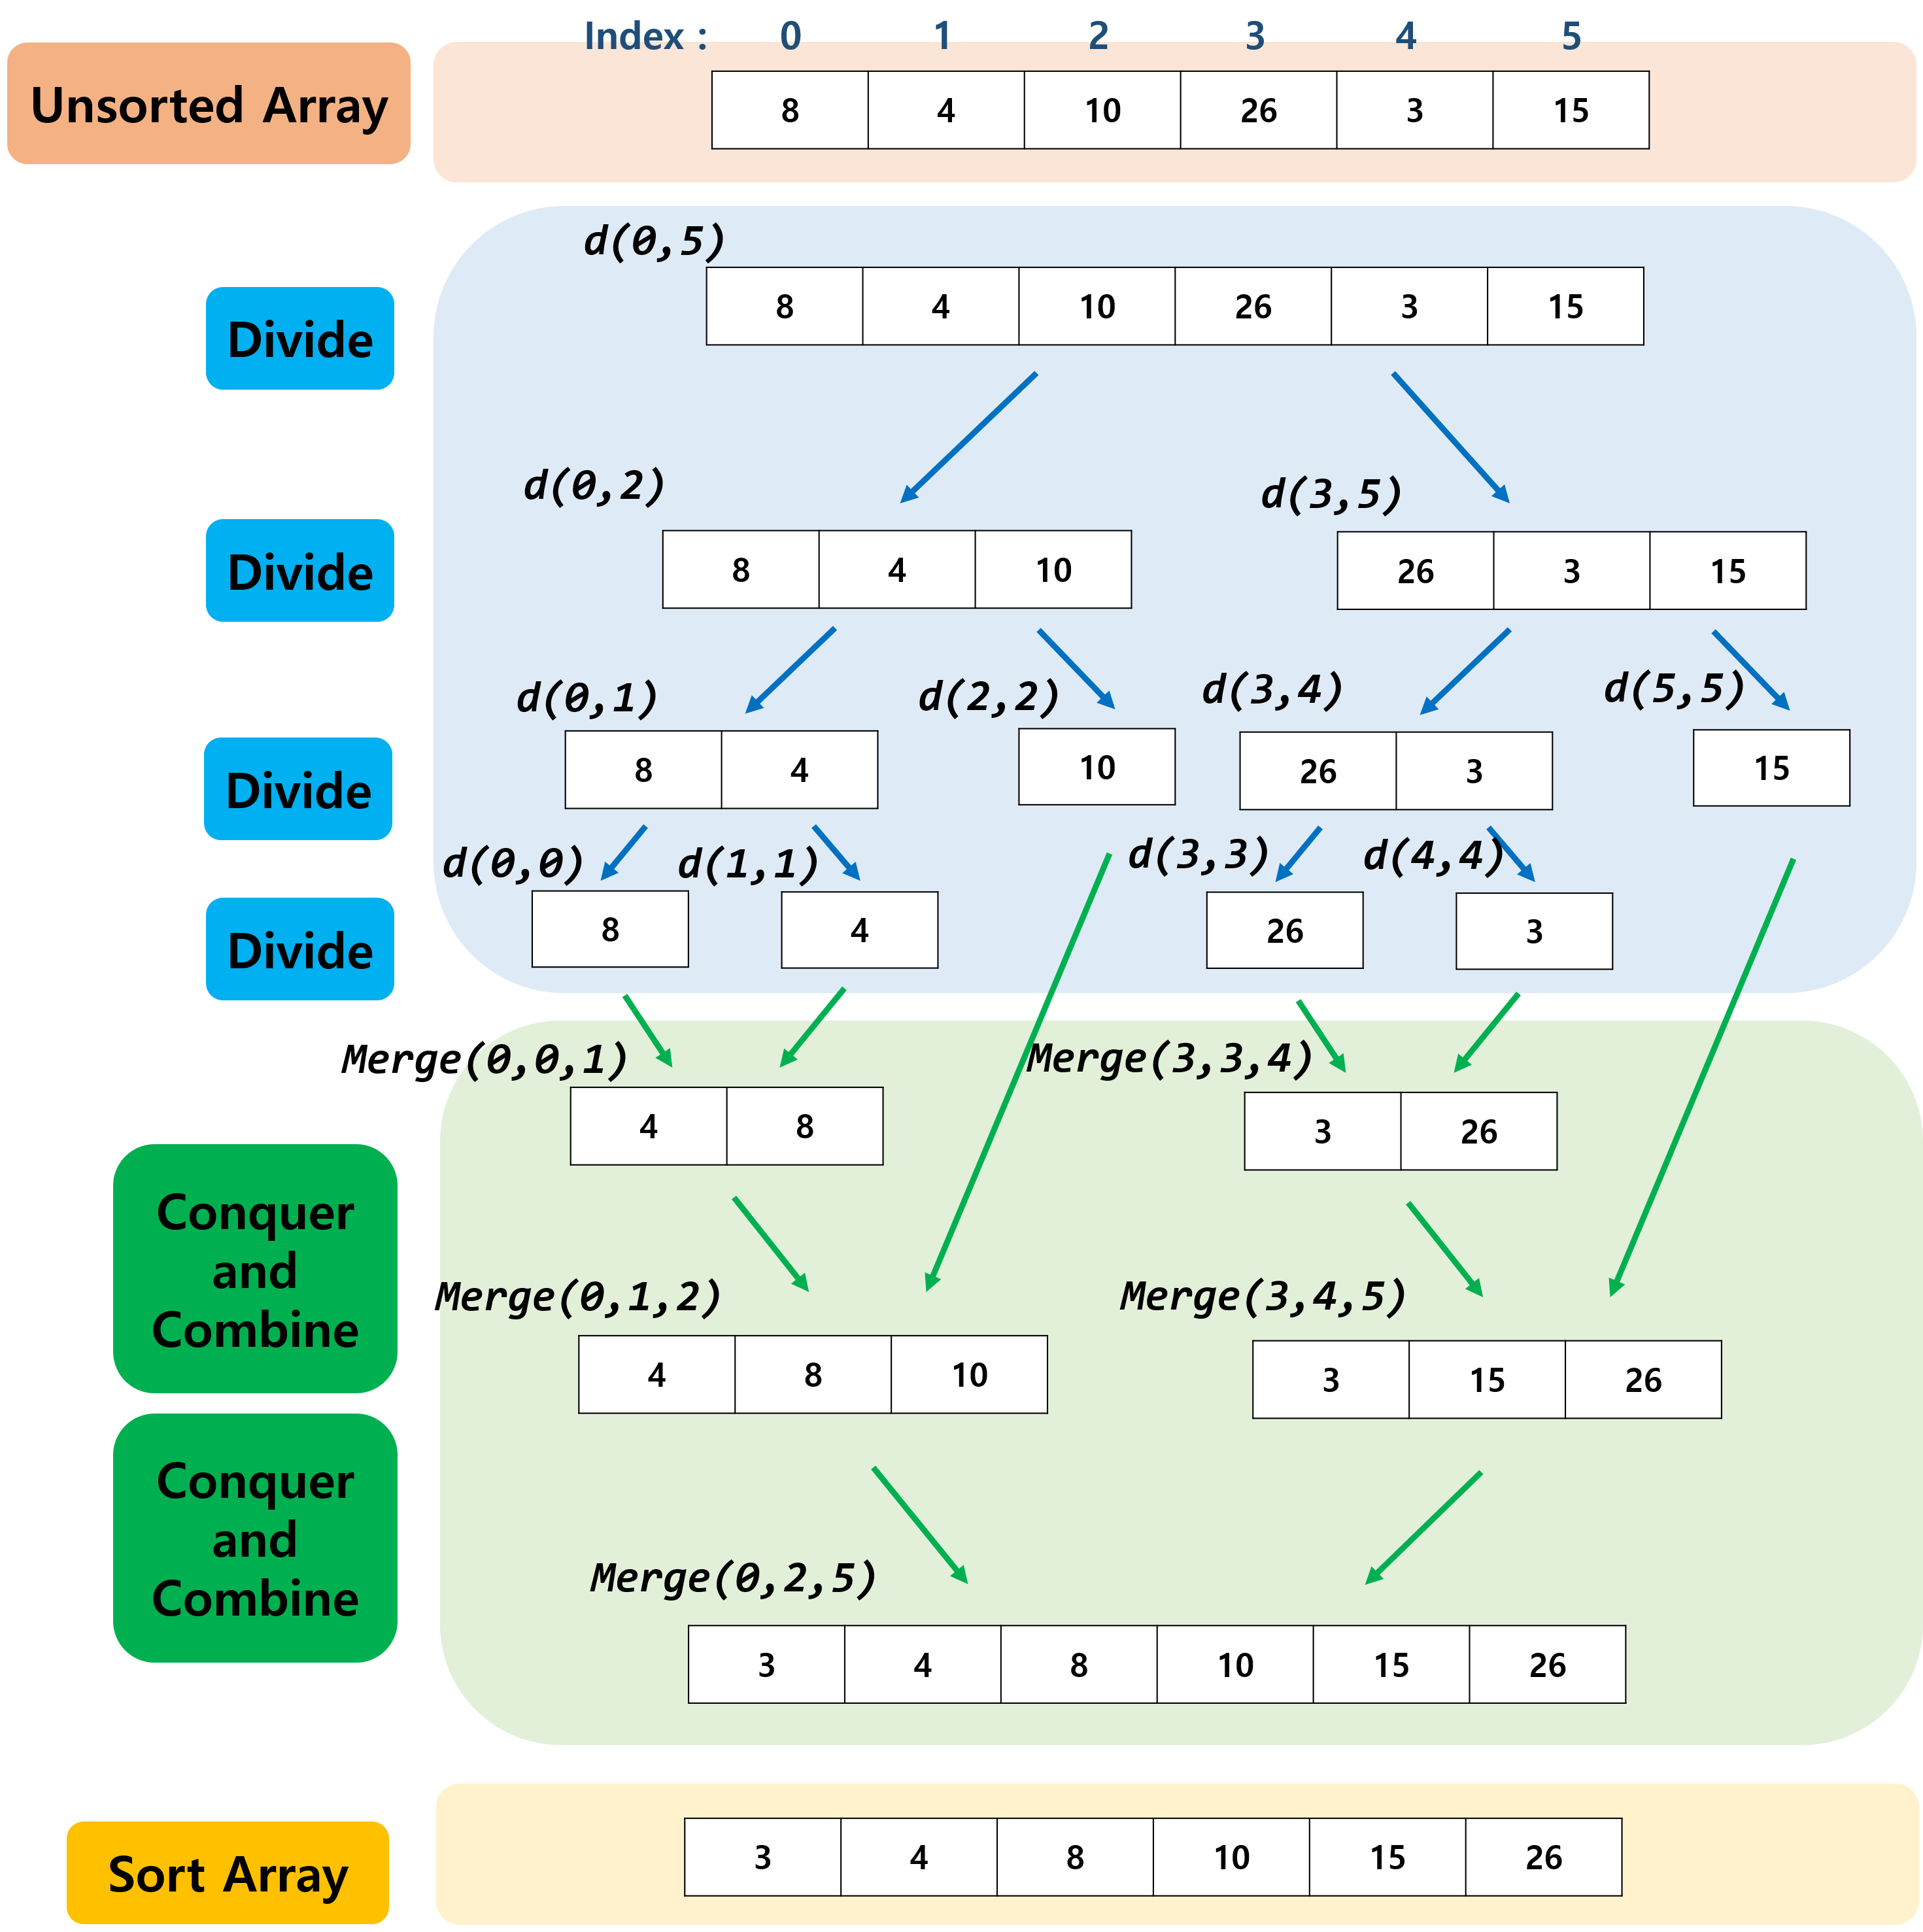 Index : 0 1 2 3 4 5
Unsorted Array
8 4 10 26 3 15
d(0,5)
Divide
8 4 10 26 3 15
d(0,2) d(3,5)
Divide
8 4 10 26 3 15
d(0,1) d(2,2) d(3,4) d(5,5)
Divide
8 4 10 26 3 15
d(0,0) d(1,1) d(3,3) d(4,4)
Divide
8 4 26 3
Merge(0,0,1) Merge(3,3,4)
4 8 3 26
Conquer
and
Combine
Merge(0,1,2) Merge(3,4,5)
4 8 10 3 15 26
Conquer
and
Combine
Merge(0,2,5)
3 4 8 10 15 26
Sort Array
3 4 8 10 15 26